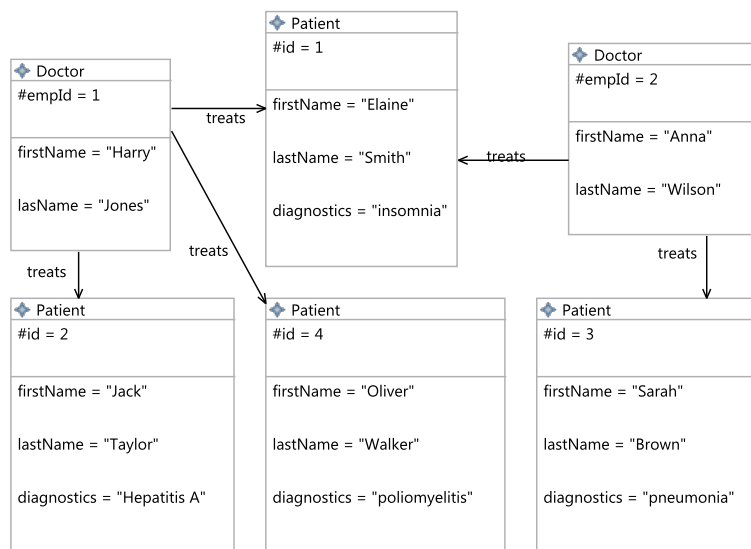 Patient
#id = 1
firstName = "Elaine"
lastName = "Smith"
diagnostics = "insomnia"
Doctor
#empId = 1
firstName = "Harry"
lasName = "Jones"
Doctor
#empId = 2
firstName = "Anna"
lastName = "Wilson"
treats
treats
treats
treats
treats
Patient
#id = 2
firstName = "Jack"
lastName = "Taylor"
diagnostics = "Hepatitis A"
Patient
#id = 4
firstName = "Oliver"
lastName = "Walker"
diagnostics = "poliomyelitis"
Patient
#id = 3
firstName = "Sarah"
lastName = "Brown"
diagnostics = "pneumonia"